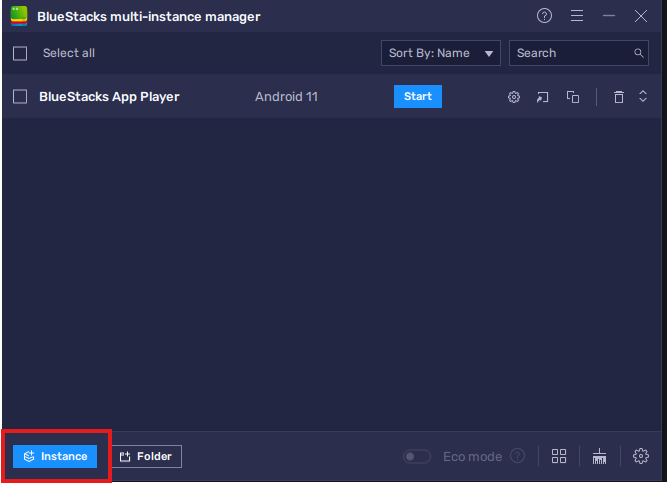 BlueStacks multi-instance manager
Select all
Sort By: Name
Search
BlueStacks App Player
Android 11
Start
Instance
Folder
Eco mode